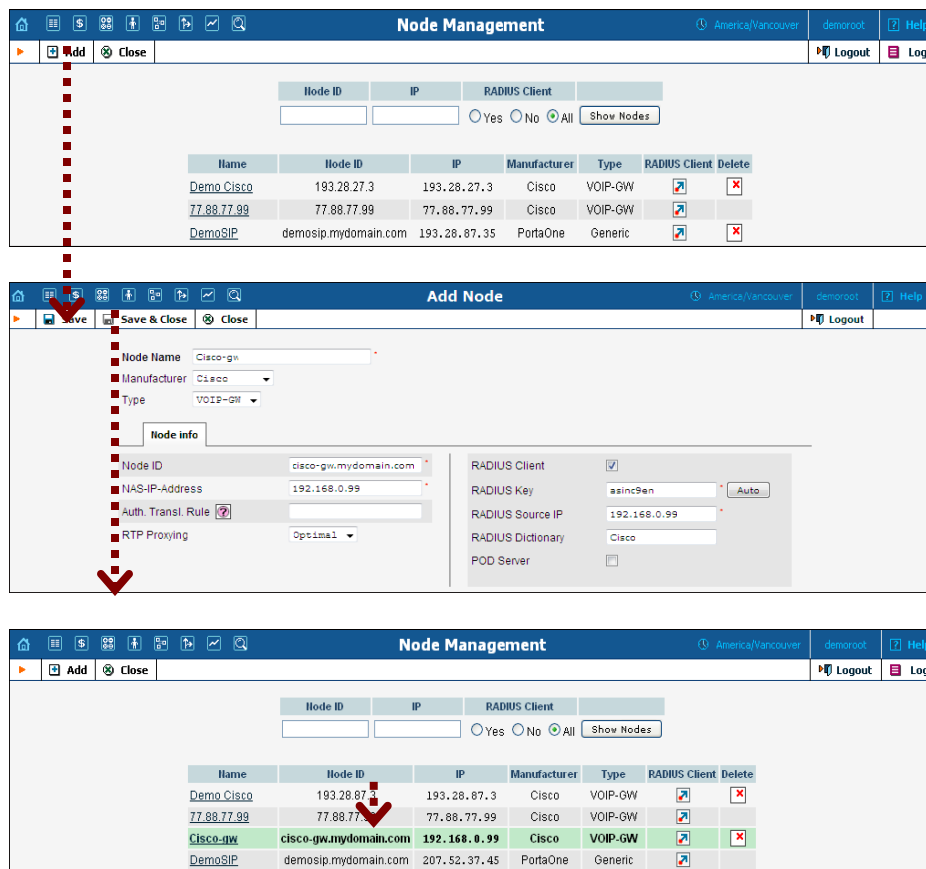 Node Management America/Vancouver demoroot Help
Add Close Logout Log
Node ID IP RADIUS Client
Yes No All Show Nodes
Name Node ID IP Manufacturer Type RADIUS Client Delete
Demo Cisco 193.28.27.3 193.28.27.3 Cisco VOIP-GW
77.88.77.99 77.88.77.99 77.88.77.99 Cisco VOIP-GW
DemoSIP demosip.mydomain.com 193.28.87.35 PortaOne Generic
Add Node America/Vancouver demoroot Help
Save Save & Close Close Logout
Node Name Cisco-gw *
Manufacturer Cisco
Type VOIP-GW
Node info
Node ID cisco-gw.mydomain.com * RADIUS Client
NAS-IP-Address 192.168.0.99 * RADIUS Key asinc9en * Auto
Auth. Transl. Rule ? RADIUS Source IP 192.168.0.99 *
RTP Proxying Optimal RADIUS Dictionary Cisco
POD Server
Node Management America/Vancouver demoroot Help
Add Close Logout Log
Node ID IP RADIUS Client
Yes No All Show Nodes
Name Node ID IP Manufacturer Type RADIUS Client Delete
Demo Cisco 193.28.87.3 193.28.87.3 Cisco VOIP-GW
77.88.77.99 77.88.77. 77.88.77.99 Cisco VOIP-GW
Cisco-gw cisco-gw.mydomain.com 192.168.0.99 Cisco VOIP-GW
DemoSIP demosip.mydomain.com 207.52.37.45 PortaOne Generic